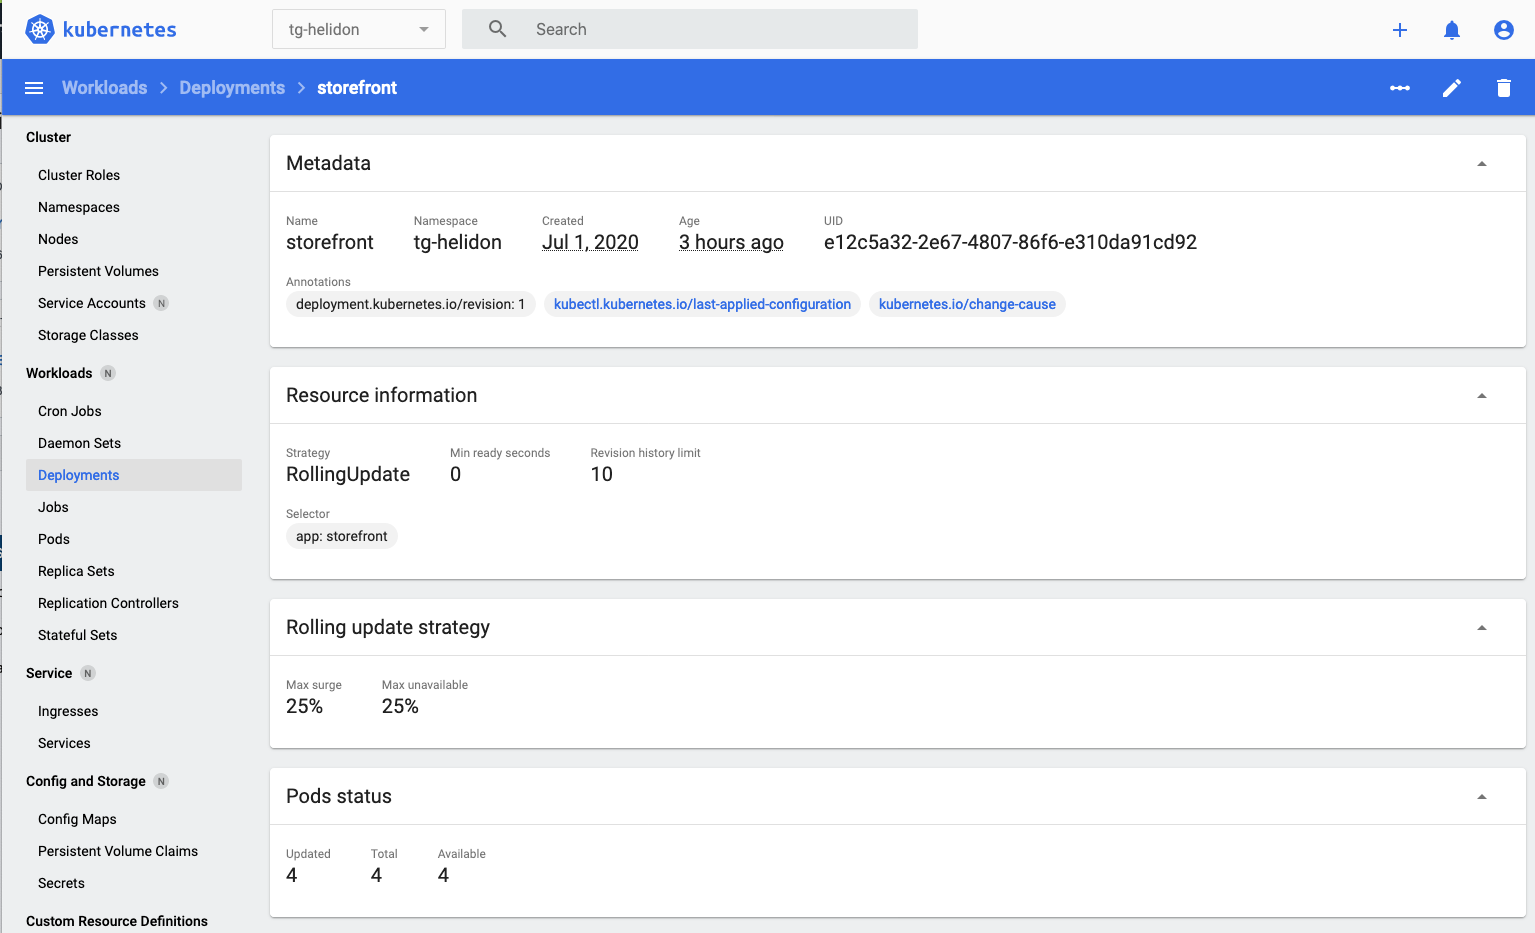 kubernetes
tg-helidon
Search
Workloads > Deployments > storefront
Cluster
Cluster Roles
Namespaces
Nodes
Persistent Volumes
Service Accounts N
Storage Classes
Workloads N
Cron Jobs
Daemon Sets
Deployments
Jobs
Pods
Replica Sets
Replication Controllers
Stateful Sets
Service N
Ingresses
Services
Config and Storage N
Config Maps
Persistent Volume Claims
Secrets
Custom Resource Definitions
Metadata
Name Namespace Created Age UID
storefront tg-helidon Jul 1, 2020 3 hours ago e12c5a32-2e67-4807-86f6-e310da91cd92
Annotations
deployment.kubernetes.io/revision: 1 kubectl.kubernetes.io/last-applied-configuration kubernetes.io/change-cause
Resource information
Strategy Min ready seconds Revision history limit
RollingUpdate 0 10
Selector
app: storefront
Rolling update strategy
Max surge Max unavailable
25% 25%
Pods status
Updated Total Available
4 4 4